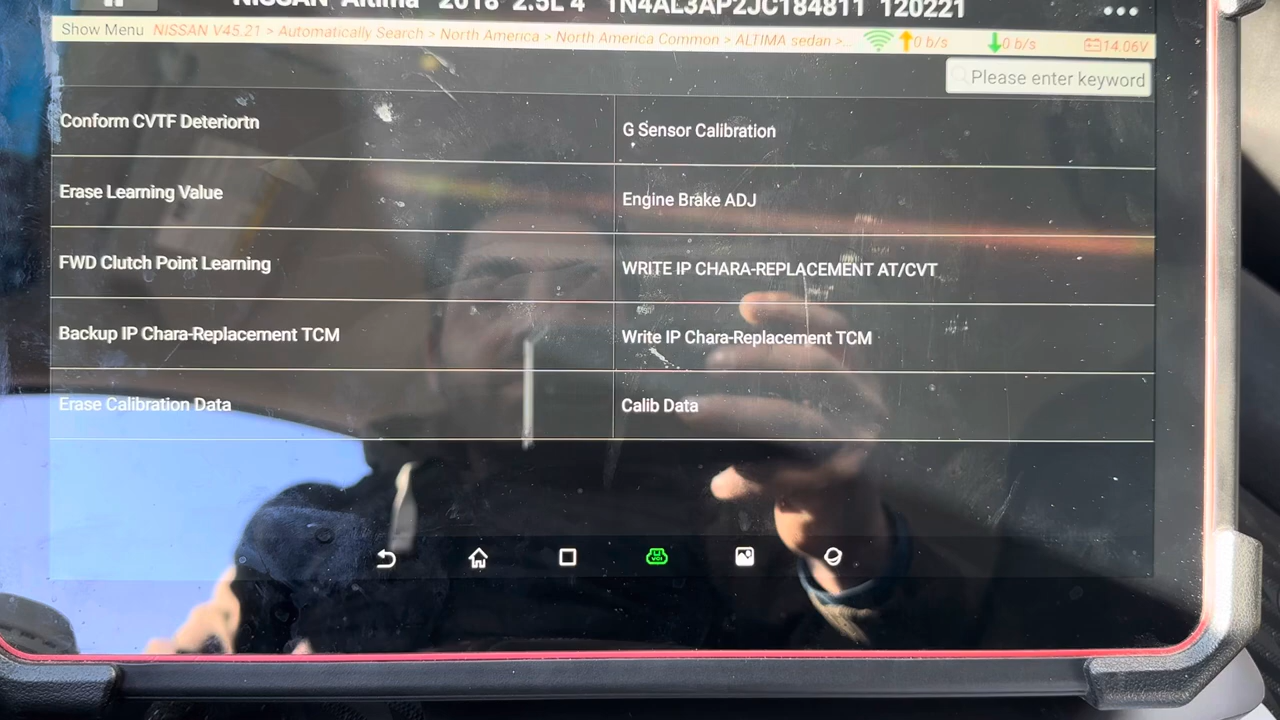 NISSAN Altima 2018 2.5L 4 1N4AL3AP2JC184811 120221
Show Menu NISSAN V45.21 > Automatically Search > North America > North America Common > ALTIMA sedan >... 0 b/s 0 b/s 14.06V
Please enter keyword
Conform CVTF Deteriortn
G Sensor Calibration
Erase Learning Value
Engine Brake ADJ
FWD Clutch Point Learning
WRITE IP CHARA-REPLACEMENT AT/CVT
Backup IP Chara-Replacement TCM
Write IP Chara-Replacement TCM
Erase Calibration Data
Calib Data
VCI